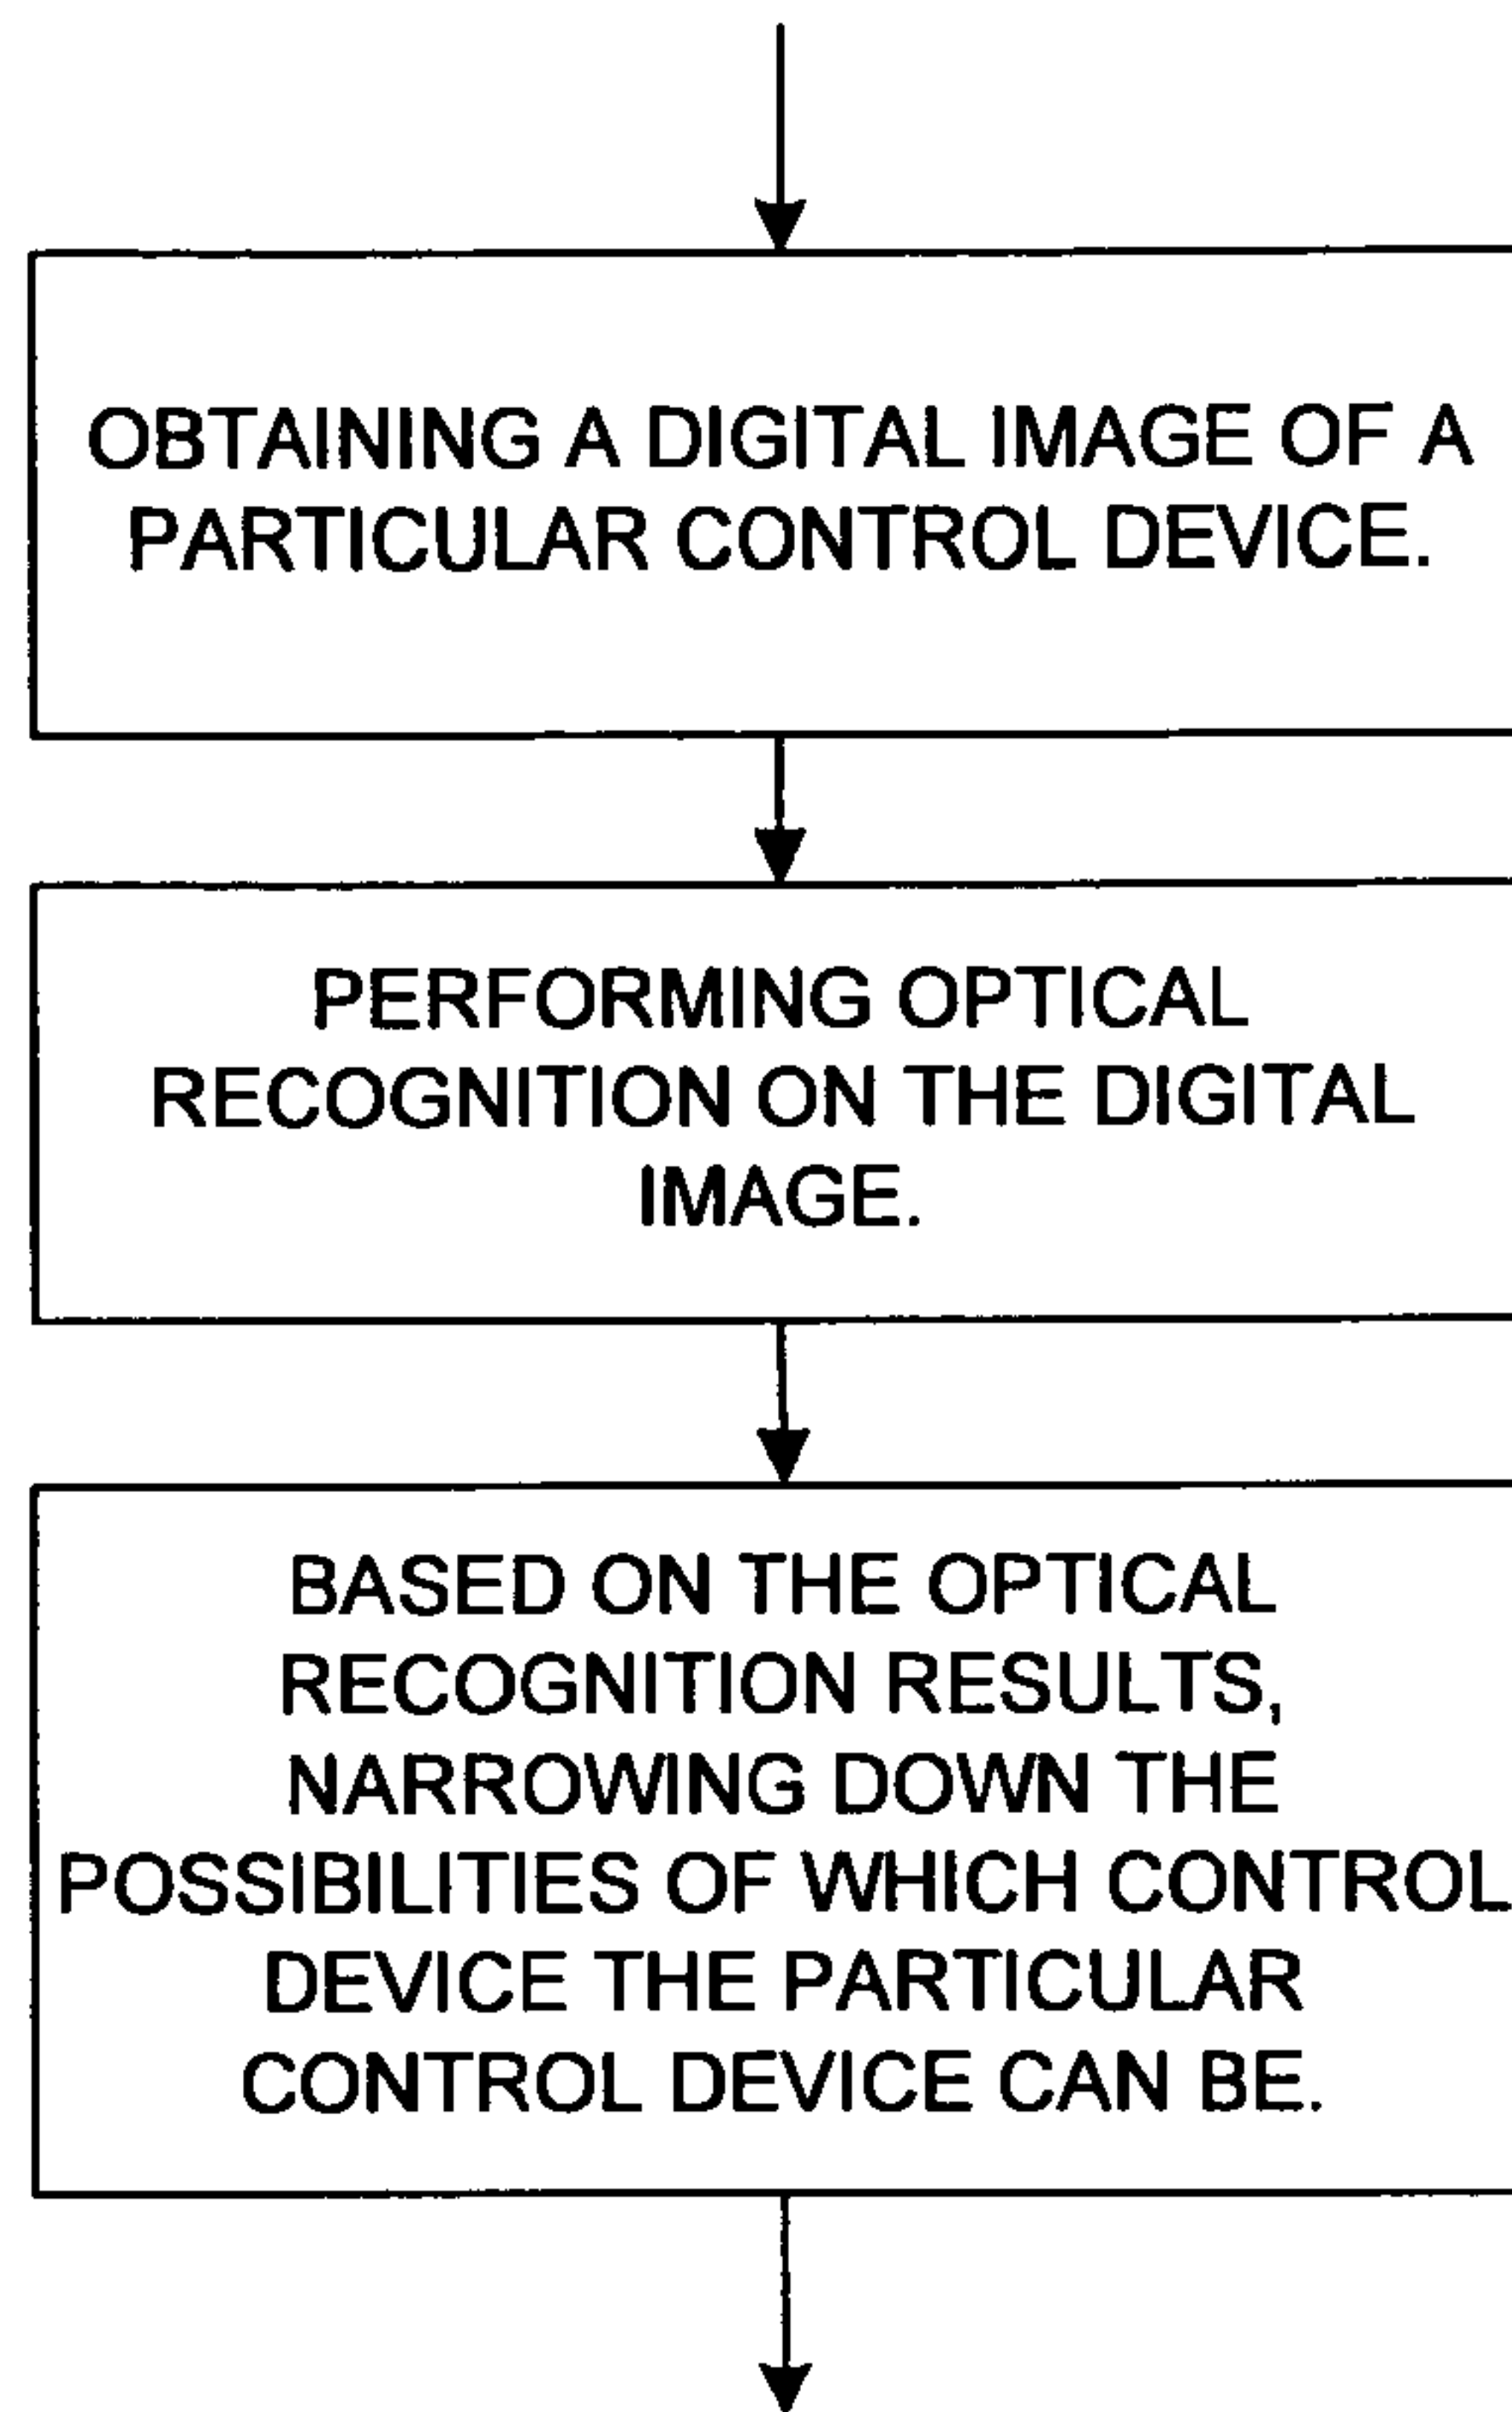 OBTAINING A DIGITAL IMAGE OF A
PARTICULAR CONTROL DEVICE.
PERFORMING OPTICAL
RECOGNITION ON THE DIGITAL
IMAGE.
BASED ON THE OPTICAL
RECOGNITION RESULTS,
NARROWING DOWN THE
POSSIBILITIES OF WHICH CONTROL
DEVICE THE PARTICULAR
CONTROL DEVICE CAN BE.